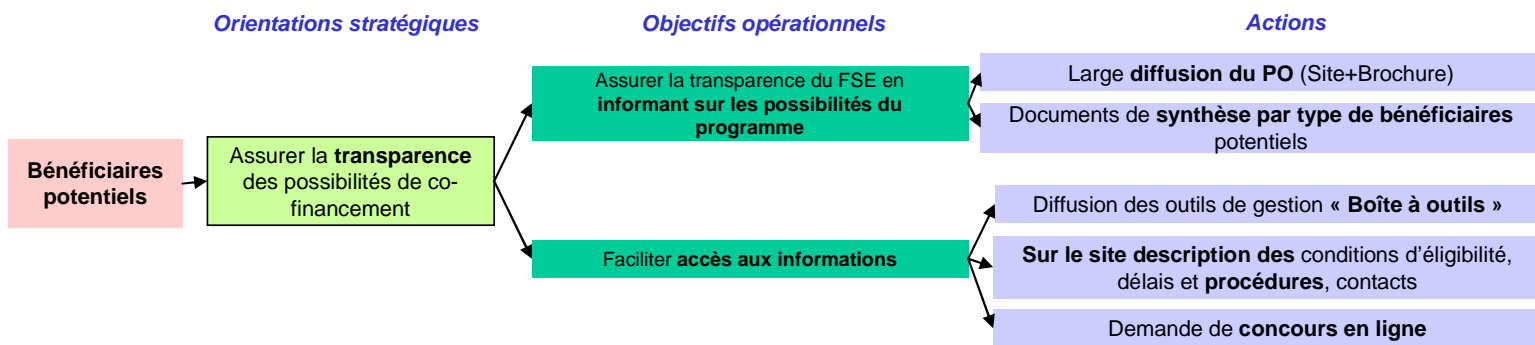 Orientations stratégiques
Objectifs opérationnels
Actions
Bénéficiaires
potentiels
Assurer la transparence
des possibilités de co-
financement
Assurer la transparence du FSE en
informant sur les possibilités du
programme
Large diffusion du PO (Site+Brochure)
Documents de synthèse par type de bénéficiaires
potentiels
Faciliter accès aux informations
Diffusion des outils de gestion « Boîte à outils »
Sur le site description des conditions d’éligibilité,
délais et procédures, contacts
Demande de concours en ligne